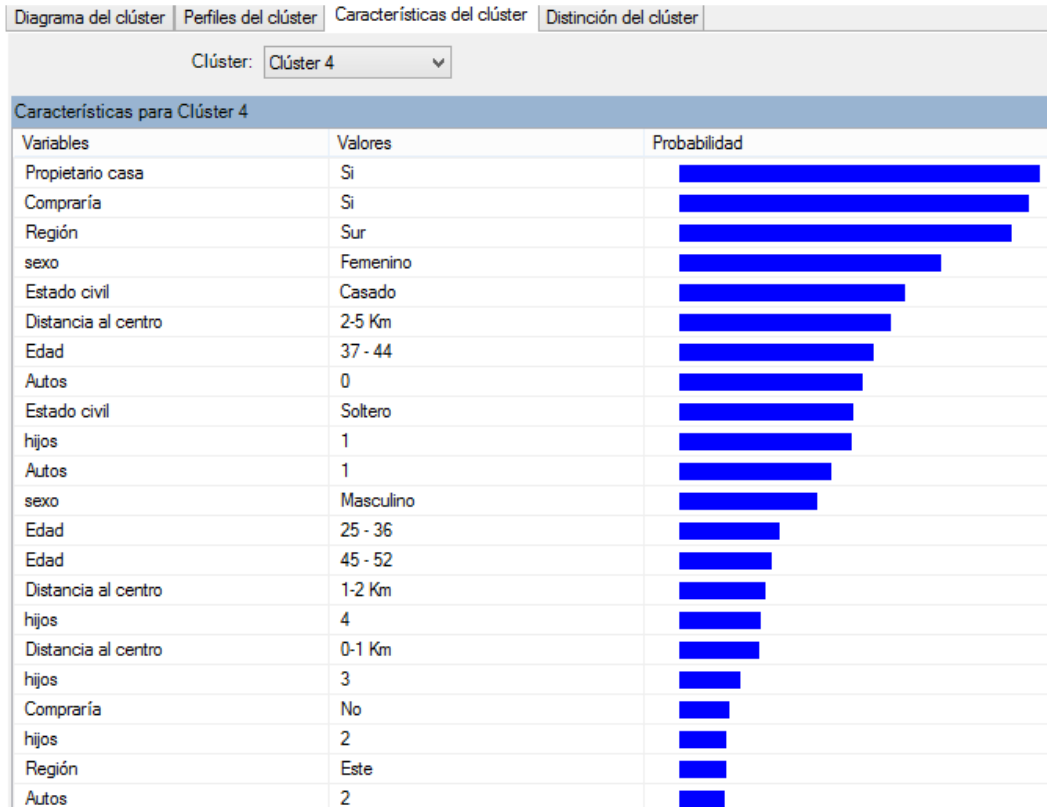 Diagrama del clúster Perfiles del clúster Características del clúster Distinción del clúster
Clúster: Clúster 4
Características para Clúster 4
Variables Valores Probabilidad
Propietario casa Si
Compraría Si
Región Sur
sexo Femenino
Estado civil Casado
Distancia al centro 2-5 Km
Edad 37 - 44
Autos 0
Estado civil Soltero
hijos 1
Autos 1
sexo Masculino
Edad 25 - 36
Edad 45 - 52
Distancia al centro 1-2 Km
hijos 4
Distancia al centro 0-1 Km
hijos 3
Compraría No
hijos 2
Región Este
Autos 2